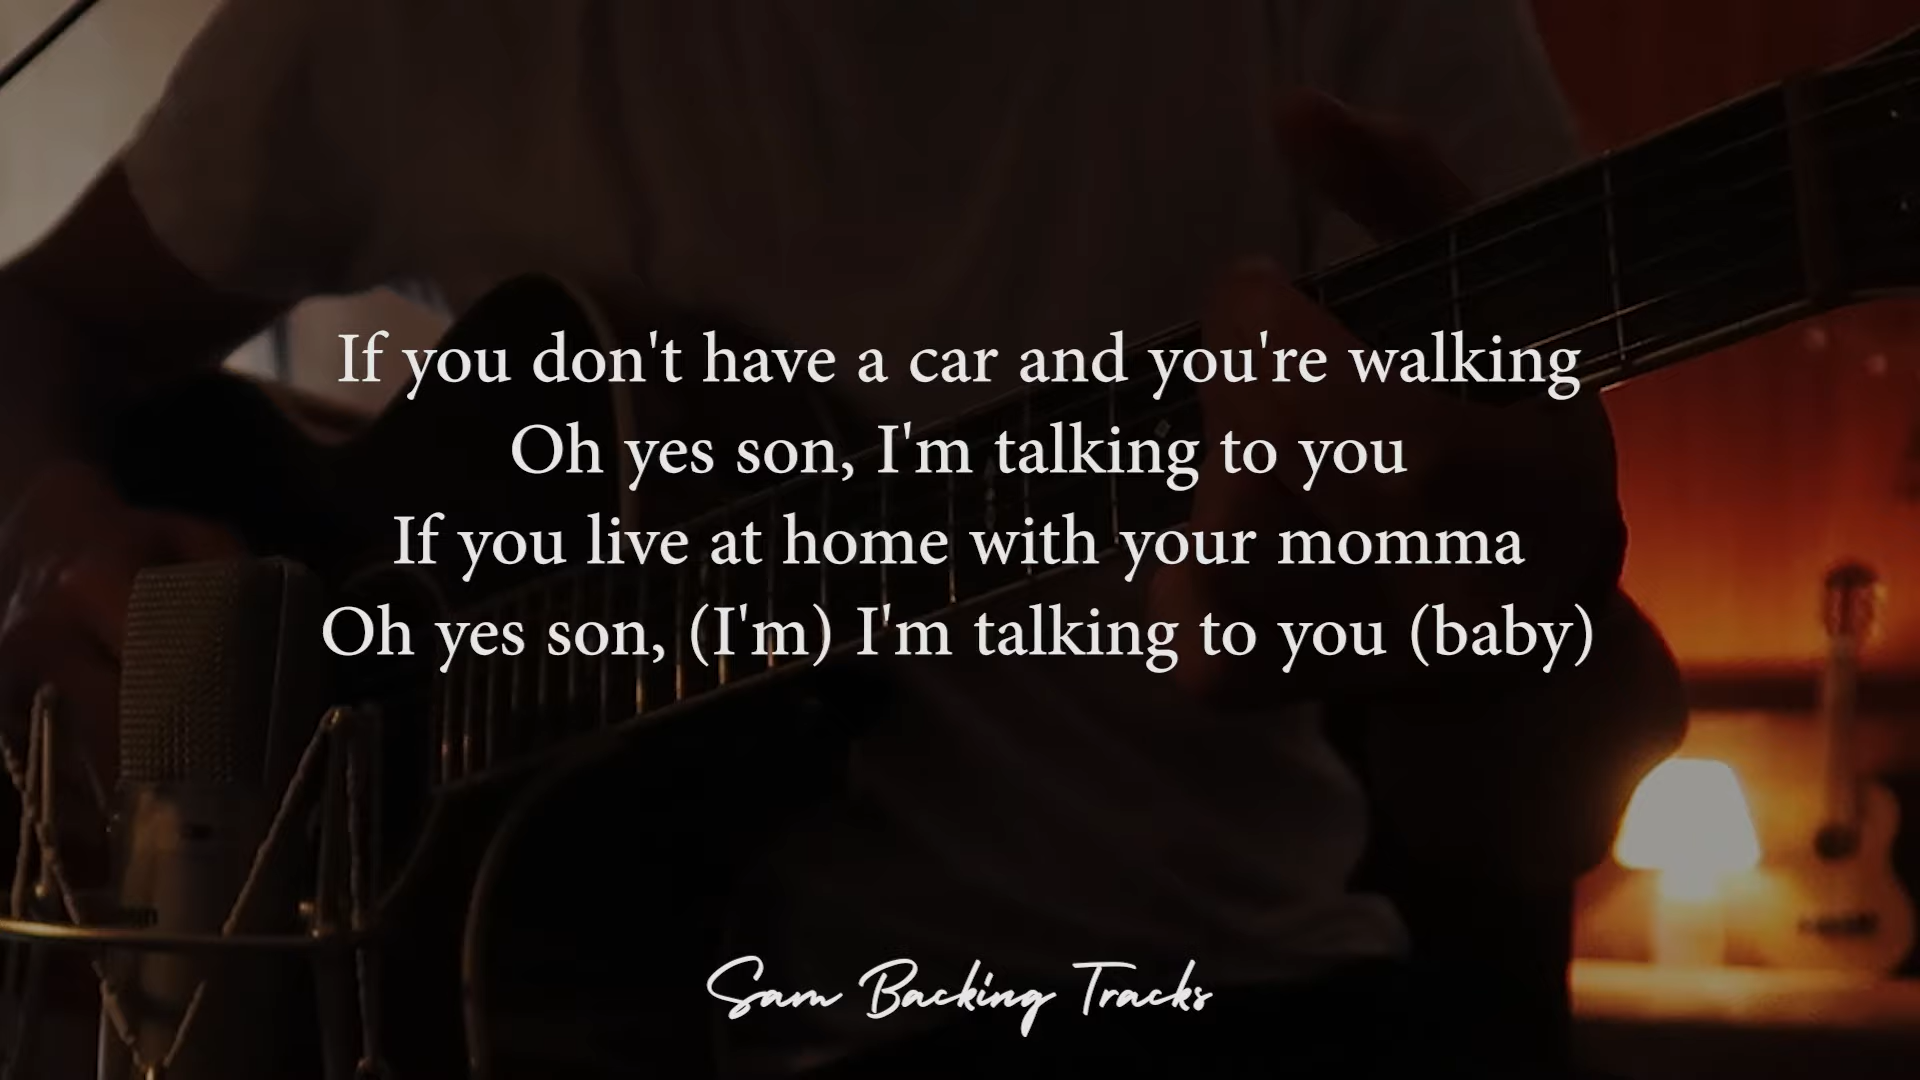 If you don't have a car and you're walking
Oh yes son, I'm talking to you
If you live at home with your momma
Oh yes son, (I'm) I'm talking to you (baby)
Sam Backing Tracks